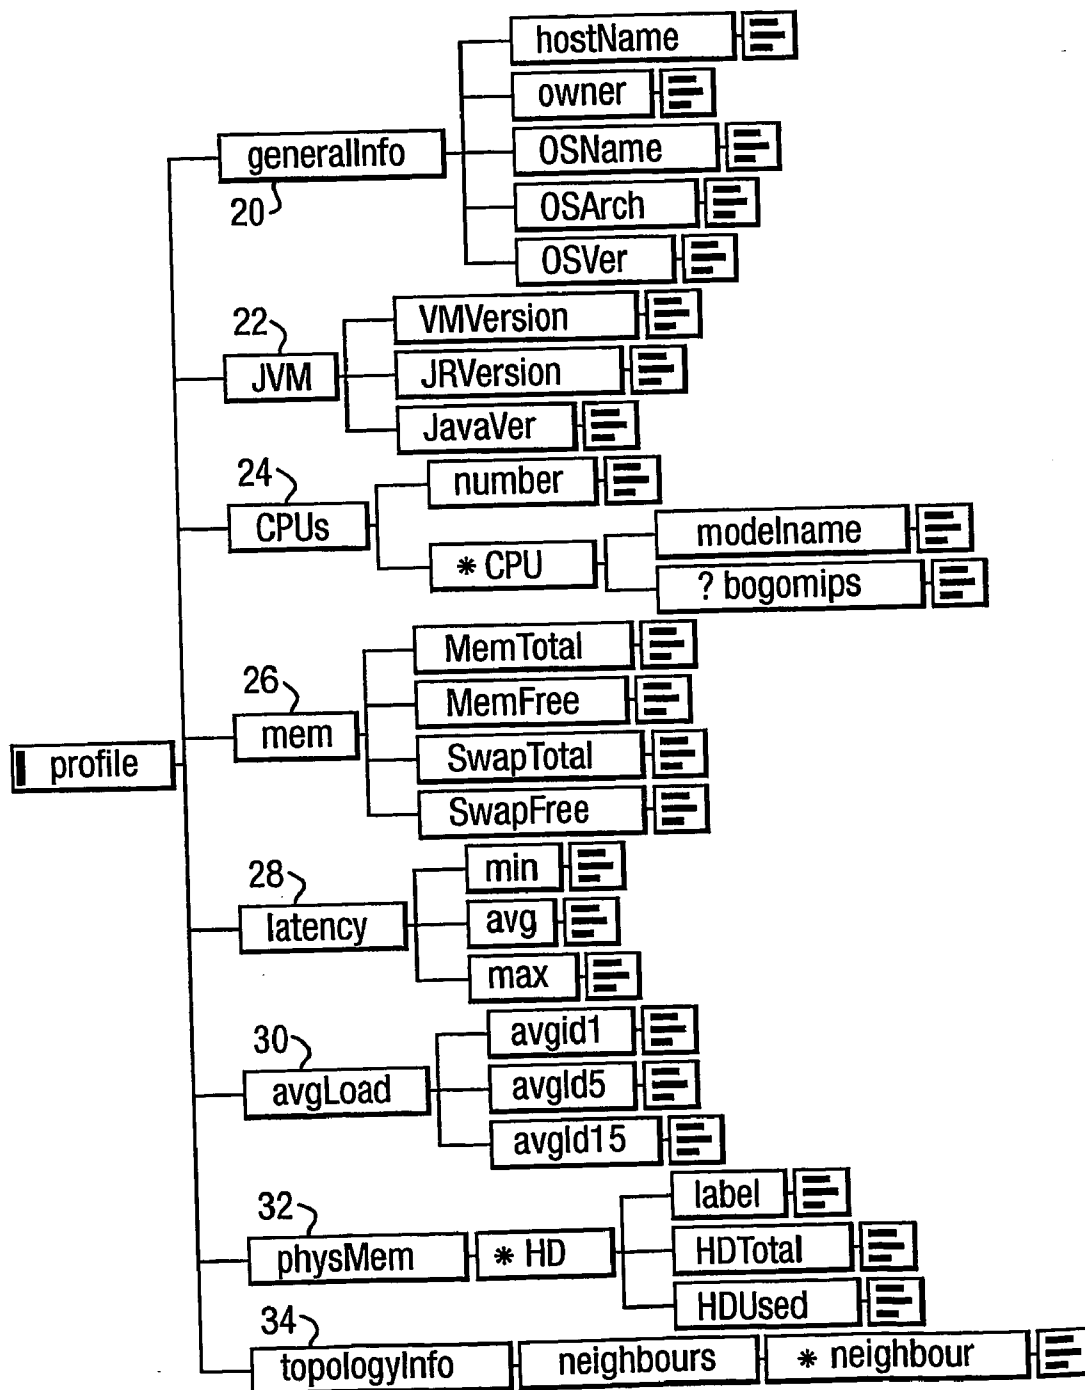 hostName
owner
generalInfo
OSName
20
OSArch
OSVer
22
VMVersion
JVM
JRVersion
JavaVer
24
number
CPUs
modelname
* CPU
? bogomips
26
MemTotal
MemFree
mem
profile
SwapTotal
SwapFree
28
min
latency
avg
max
30
avgid1
avgLoad
avgld5
avgld15
32
label
physMem
* HD
HDTotal
HDUsed
34
topologyInfo
neighbours
* neighbour